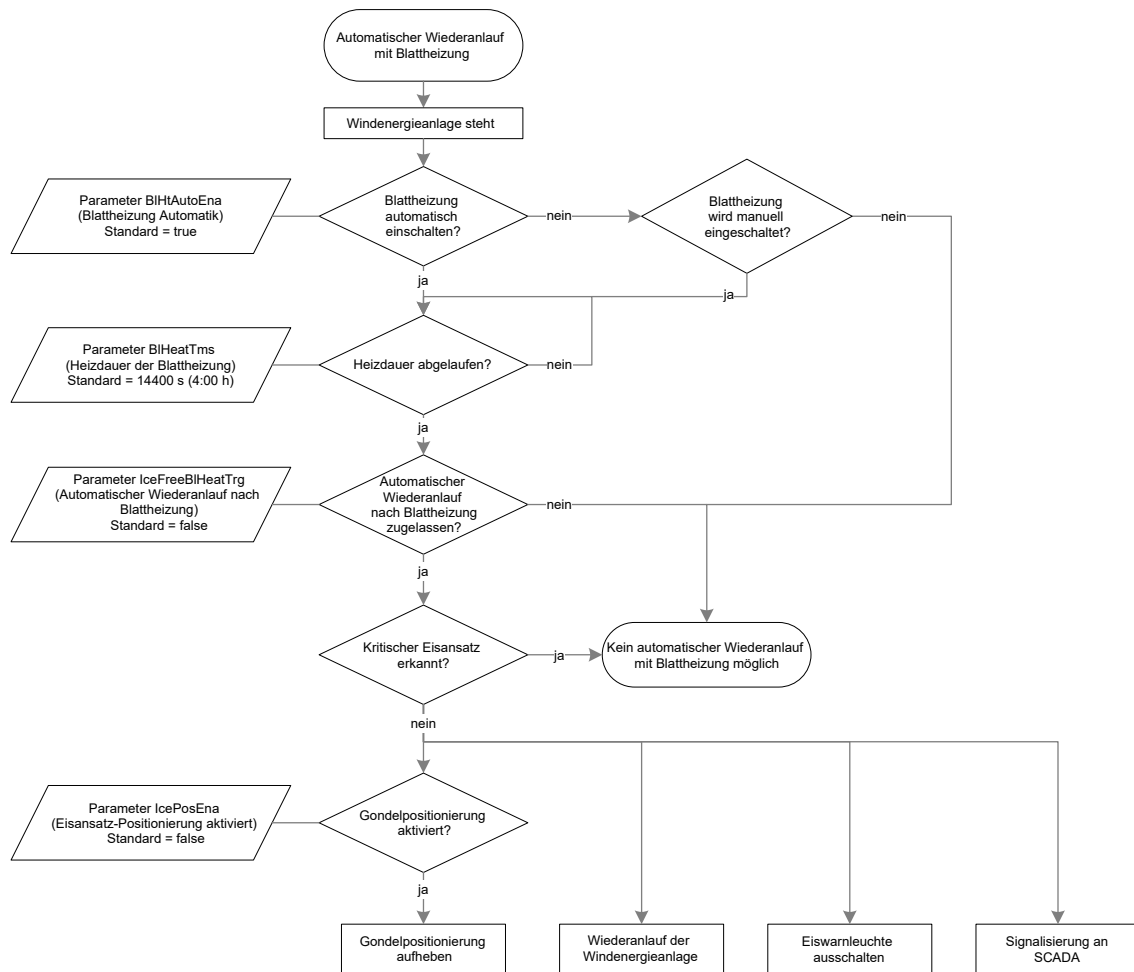 Automatischer Wiederanlauf
mit Blattheizung
Windenergieanlage steht
Parameter BlHtAutoEna
(Blattheizung Automatik)
Standard = true
Blattheizung
automatisch
einschalten?
nein
Blattheizung
wird manuell
eingeschaltet?
nein
ja
ja
Parameter BlHeatTms
(Heizdauer der Blattheizung)
Standard = 14400 s (4:00 h)
Heizdauer abgelaufen?
nein
ja
Parameter IceFreeBlHeatTrg
(Automatischer Wiederanlauf nach
Blattheizung)
Standard = false
Automatischer
Wiederanlauf
nach Blattheizung
zugelassen?
nein
ja
Kritischer Eisansatz
erkannt?
ja
Kein automatischer Wiederanlauf
mit Blattheizung möglich
nein
Parameter IcePosEna
(Eisansatz-Positionierung aktiviert)
Standard = false
Gondelpositionierung
aktiviert?
ja
Gondelpositionierung
aufheben
Wiederanlauf der
Windenergieanlage
Eiswarnleuchte
ausschalten
Signalisierung an
SCADA